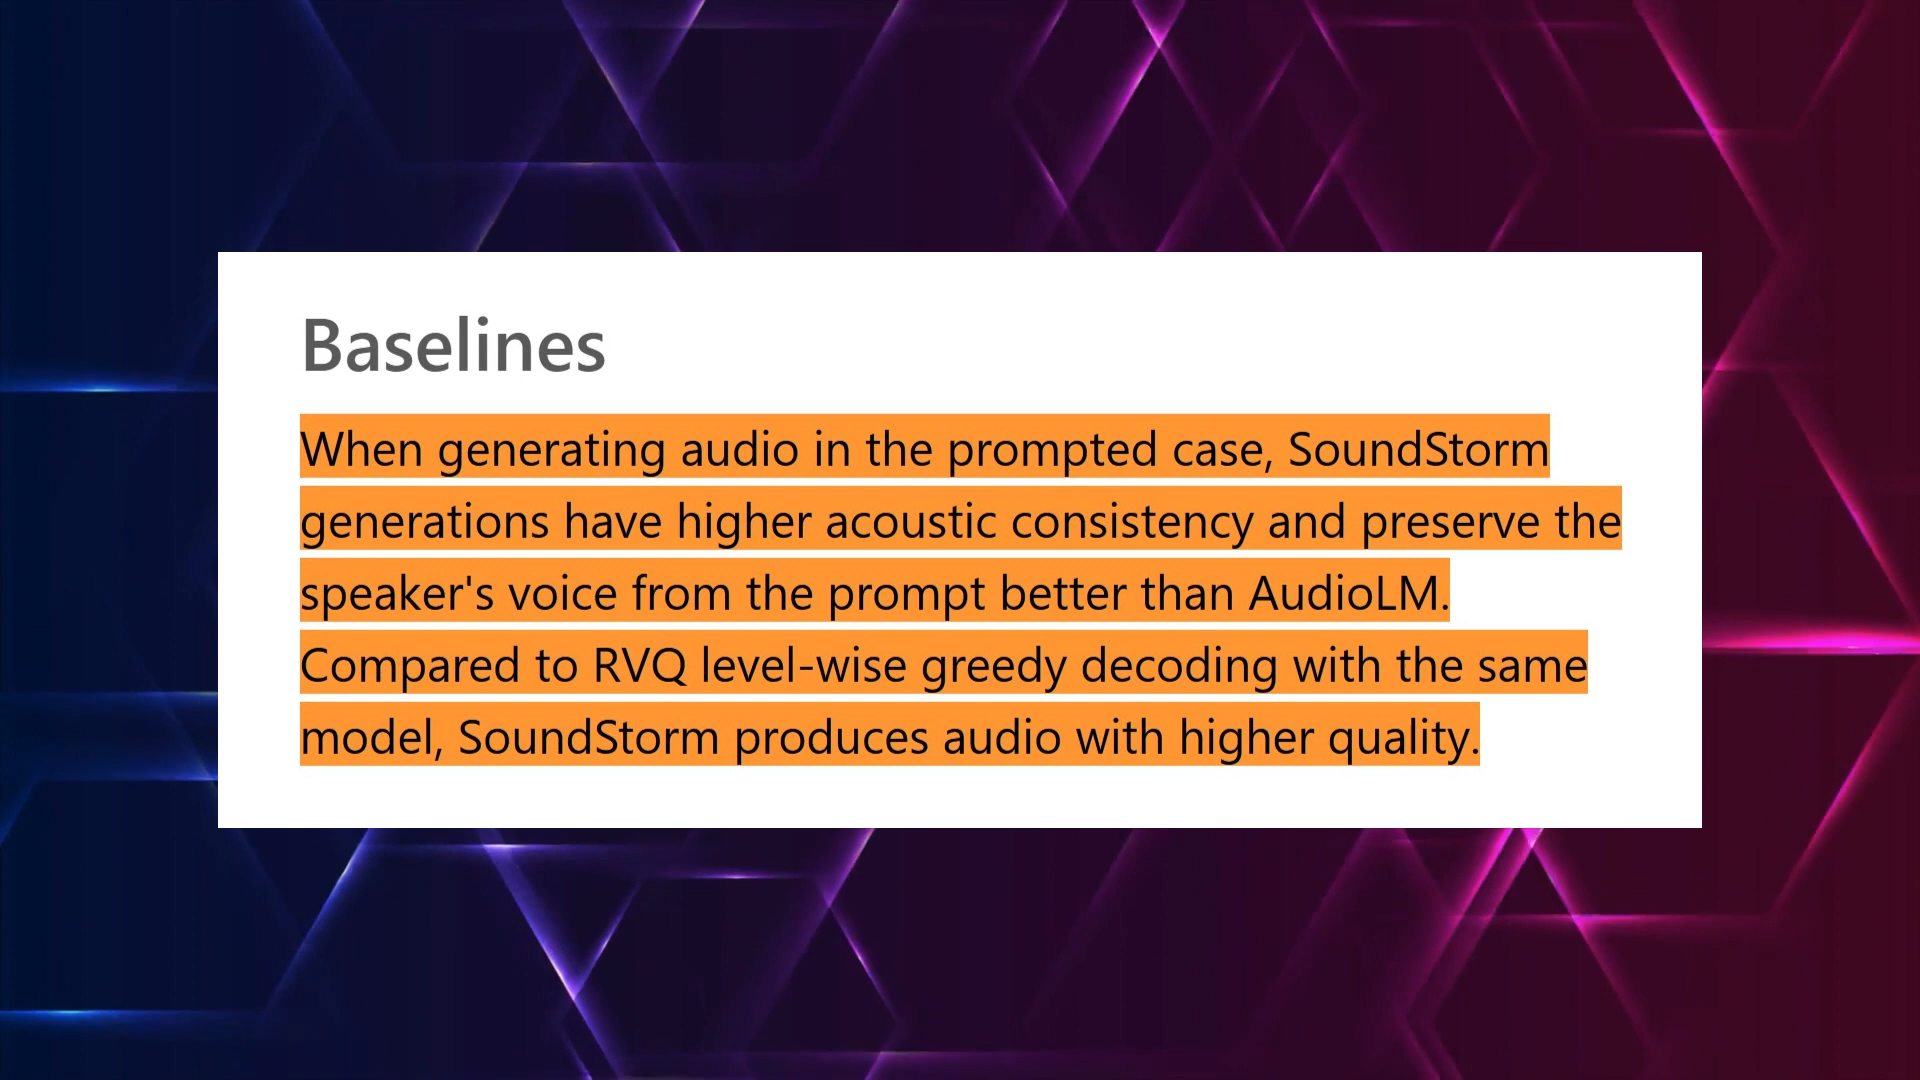 Baselines
When generating audio in the prompted case, SoundStorm
generations have higher acoustic consistency and preserve the
speaker's voice from the prompt better than AudioLM.
Compared to RVQ level-wise greedy decoding with the same
model, SoundStorm produces audio with higher quality.